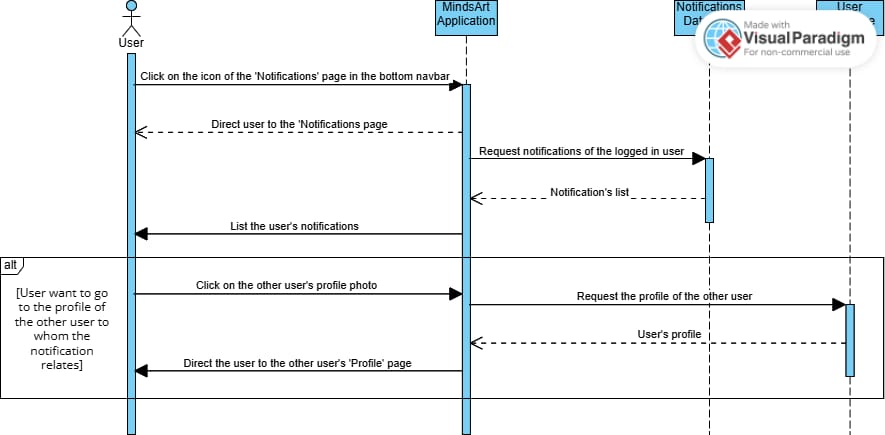 User
MindsArt
Application
Notifications
User
Made with
Visual Paradigm
For non-commercial use
Click on the icon of the 'Notifications' page in the bottom navbar
Direct user to the 'Notifications page
Request notifications of the logged in user
Notification's list
List the user's notifications
alt
[User want to go
to the profile of
the other user to
whom the
notification
relates]
Click on the other user's profile photo
Request the profile of the other user
User's profile
Direct the user to the other user's 'Profile' page